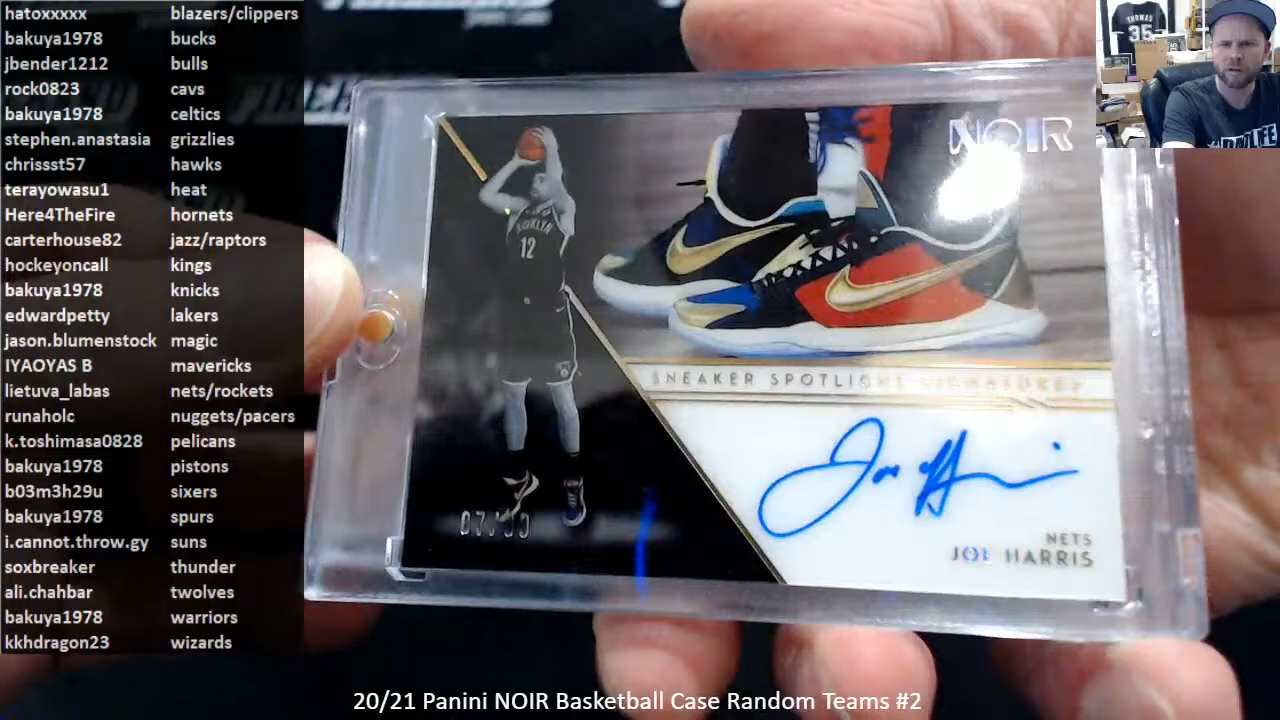 hatoxxxxx blazers/clippers
bakuya1978 bucks
jbender1212 bulls
rock0823 cavs
bakuya1978 celtics
stephen.anastasia grizzlies
chrissst57 hawks
terayowasu1 heat
Here4TheFire hornets
carterhouse82 jazz/raptors
hockeyoncall kings
bakuya1978 knicks
edwardpetty lakers
jason.blumenstock magic
IYAOYAS B mavericks
lietuva_labas nets/rockets
runaholc nuggets/pacers
k.toshimasa0828 pelicans
bakuya1978 pistons
b03m3h29u sixers
bakuya1978 spurs
i.cannot.throw.gy suns
soxbreaker thunder
ali.chahbar twolves
bakuya1978 warriors
kkhdragon23 wizards
THOMAS
35
NOIR
BROOKLYN
12
SNEAKER SPOTLIGHT SIGNATURES
Joe Harris
NETS
JOE HARRIS
20/21 Panini NOIR Basketball Case Random Teams #2